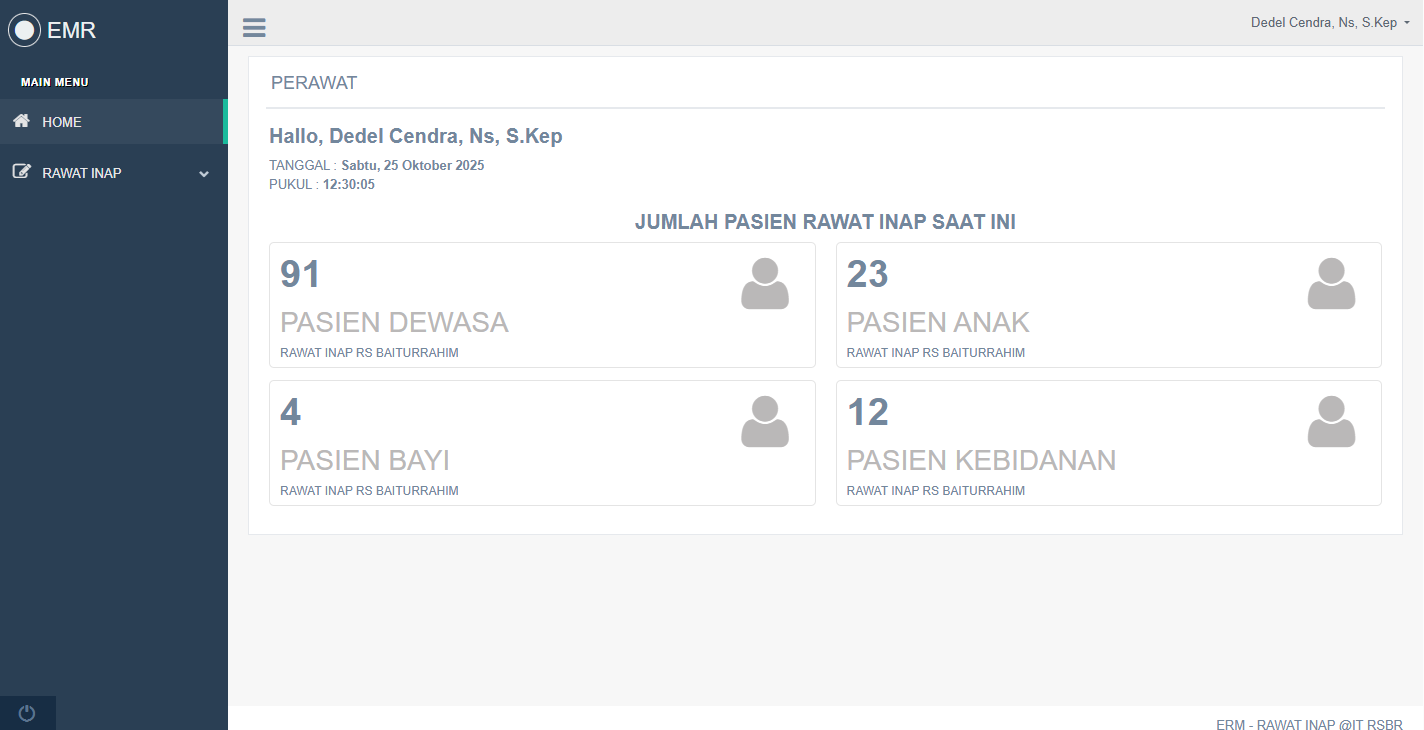 EMR
Dedel Cendra, Ns, S.Kep
MAIN MENU
HOME
RAWAT INAP
PERAWAT
Hallo, Dedel Cendra, Ns, S.Kep
TANGGAL : Sabtu, 25 Oktober 2025
PUKUL : 12:30:05
JUMLAH PASIEN RAWAT INAP SAAT INI
91
PASIEN DEWASA
RAWAT INAP RS BAITURRAHIM
23
PASIEN ANAK
RAWAT INAP RS BAITURRAHIM
4
PASIEN BAYI
RAWAT INAP RS BAITURRAHIM
12
PASIEN KEBIDANAN
RAWAT INAP RS BAITURRAHIM
ERM - RAWAT INAP @IT RSBR